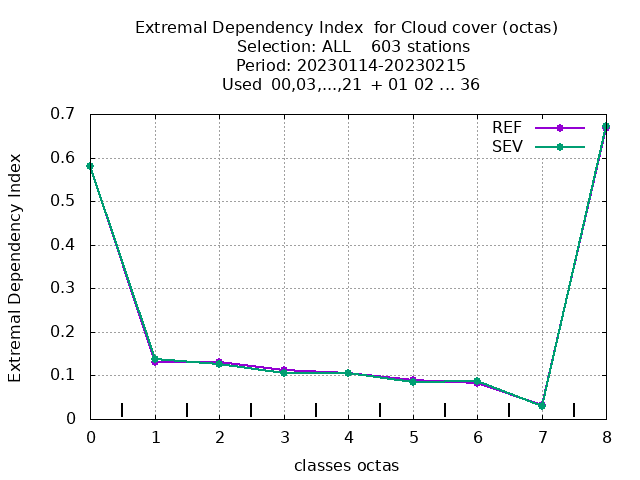 Extremal Dependency Index  for Cloud cover (octas)
Selection: ALL    603 stations
Period: 20230114-20230215
Used  00,03,...,21  + 01 02 ... 36
REF
SEV
Extremal Dependency Index
0.7
0.6
0.5
0.4
0.3
0.2
0.1
0
0 1 2 3 4 5 6 7 8
classes octas